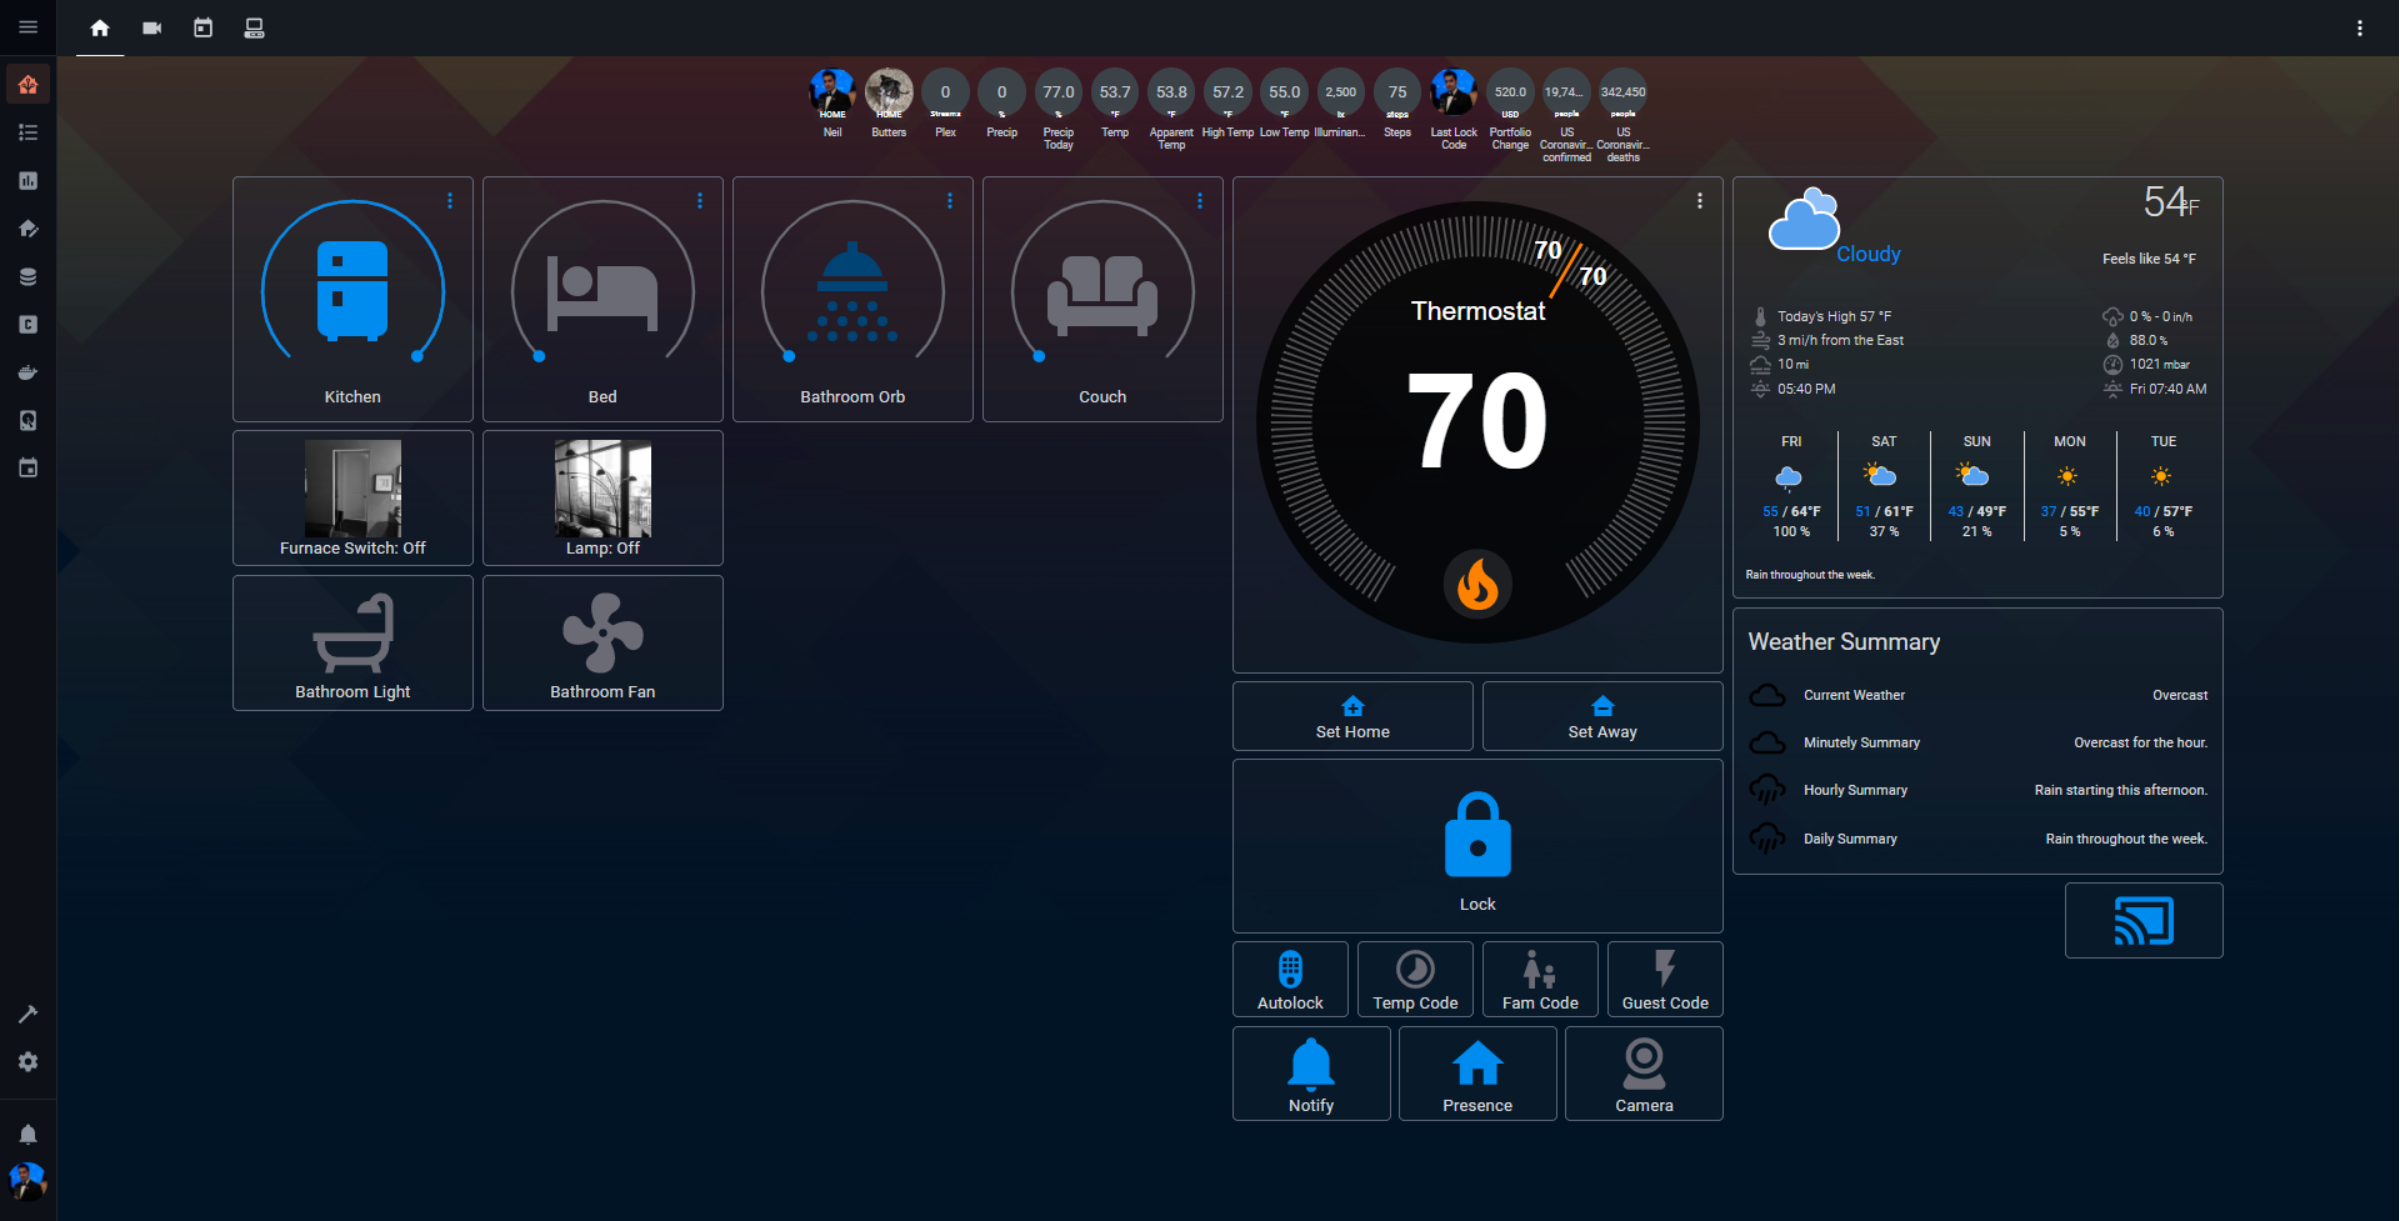 0
0
77.0
53.7
53.8
57.2
55.0
2,500
75
520.0
19,74...
342,450
HOME
HOME
Streams
%
%
°F
°F
°F
°F
lx
steps
USD
people
people
Neil
Butters
Plex
Precip
Precip
Today
Temp
Apparent
Temp
High Temp
Low Temp
Illuminan...
Steps
Last Lock
Code
Portfolio
Change
US
Coronavir...
confirmed
US
Coronavir...
deaths
Kitchen
Bed
Bathroom Orb
Couch
Furnace Switch: Off
Lamp: Off
Bathroom Light
Bathroom Fan
70
70
Thermostat
70
Set Home
Set Away
Lock
Autolock
Temp Code
Fam Code
Guest Code
Notify
Presence
Camera
54°F
Cloudy
Feels like 54 °F
Today's High 57 °F
0 % - 0 in/h
3 mi/h from the East
88.0 %
10 mi
1021 mbar
05:40 PM
Fri 07:40 AM
FRI
SAT
SUN
MON
TUE
55 / 64°F
51 / 61°F
43 / 49°F
37 / 55°F
40 / 57°F
100 %
37 %
21 %
5 %
6 %
Rain throughout the week.
Weather Summary
Current Weather
Overcast
Minutely Summary
Overcast for the hour.
Hourly Summary
Rain starting this afternoon.
Daily Summary
Rain throughout the week.
C